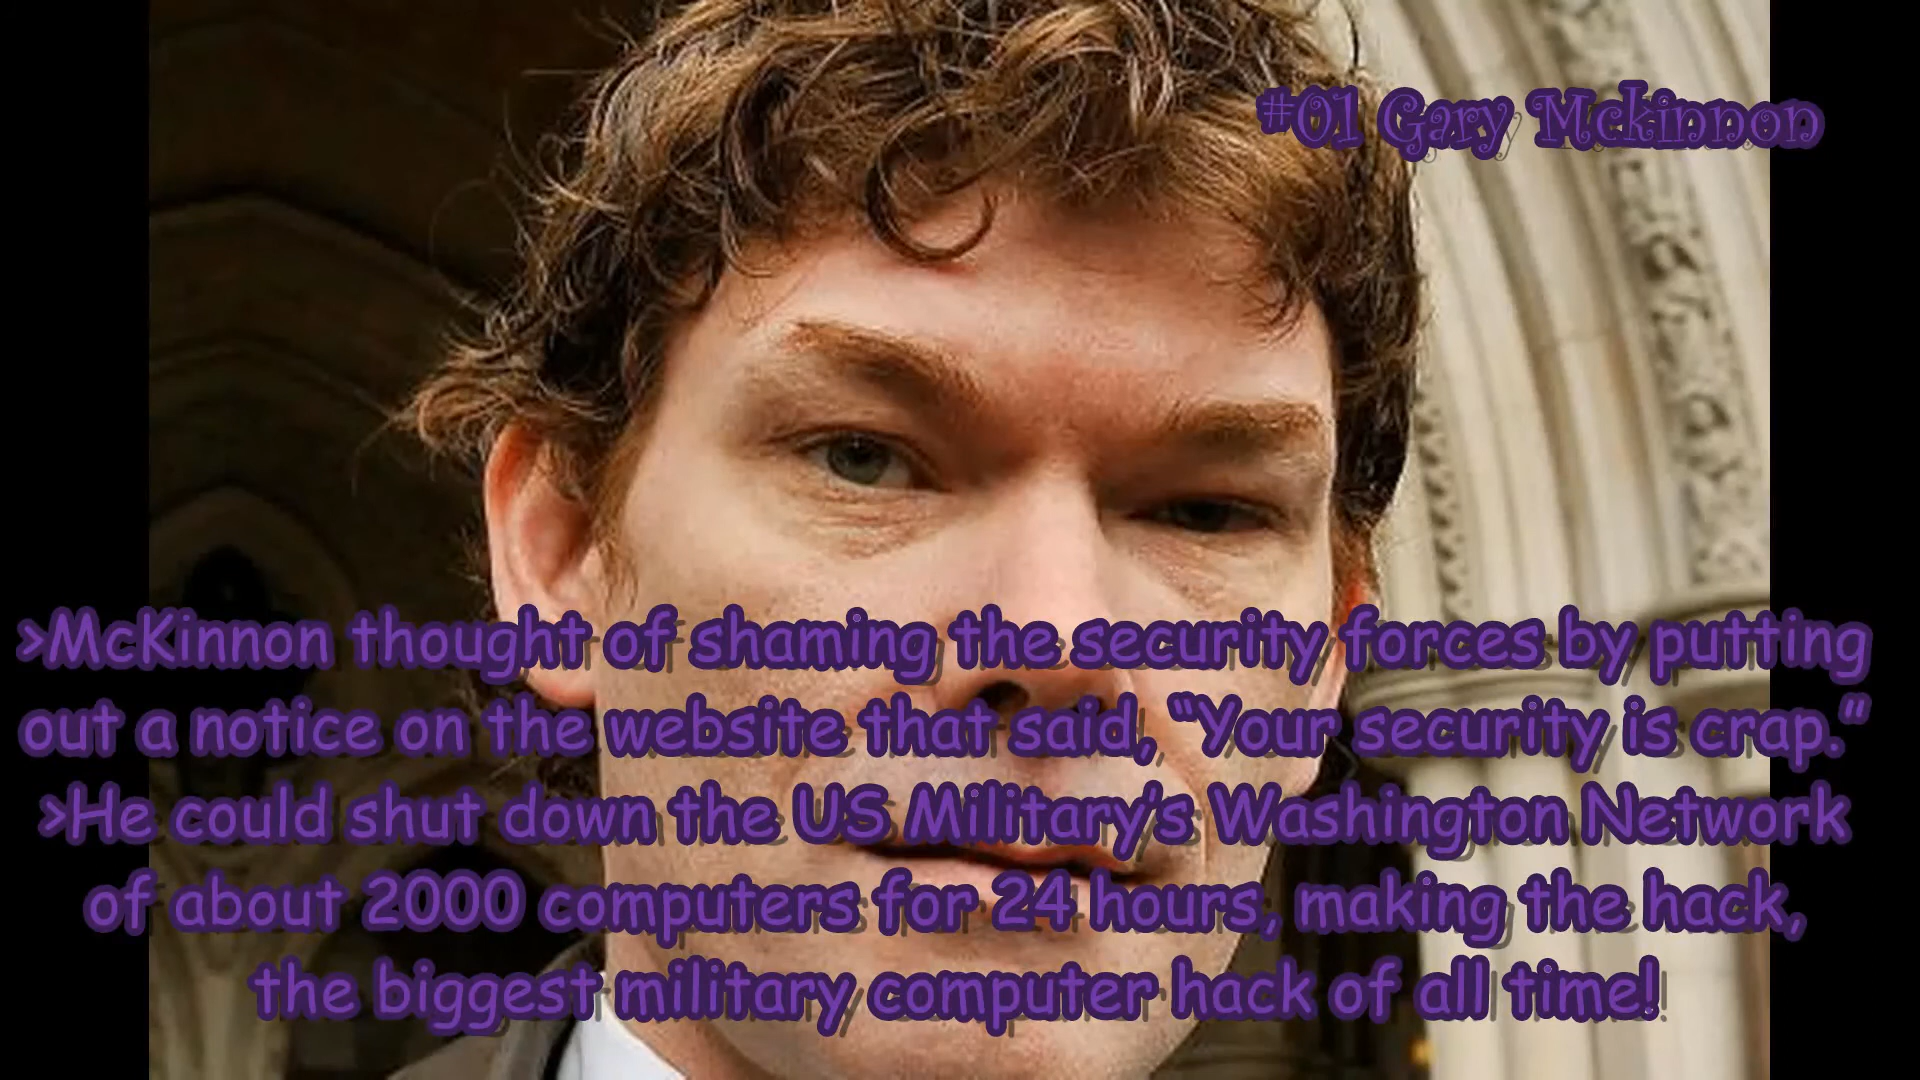 #01 Gary Mckinnon
>McKinnon thought of shaming the security forces by putting
out a notice on the website that said, “Your security is crap.”
>He could shut down the US Military’s Washington Network
of about 2000 computers for 24 hours, making the hack,
the biggest military computer hack of all time!